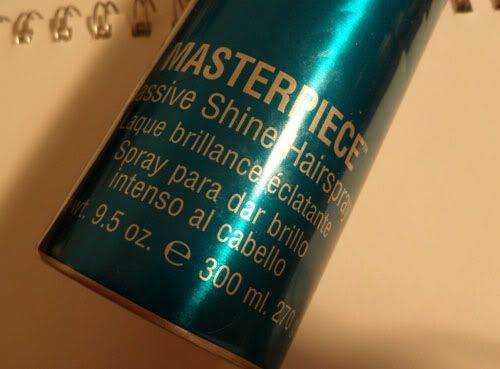 MASTERPIECE™
assive Shine Hairspray
Laque brillance éclatante
Spray para dar brillo
intenso al cabello
wt. 9.5 oz. ℮ 300 ml. 270